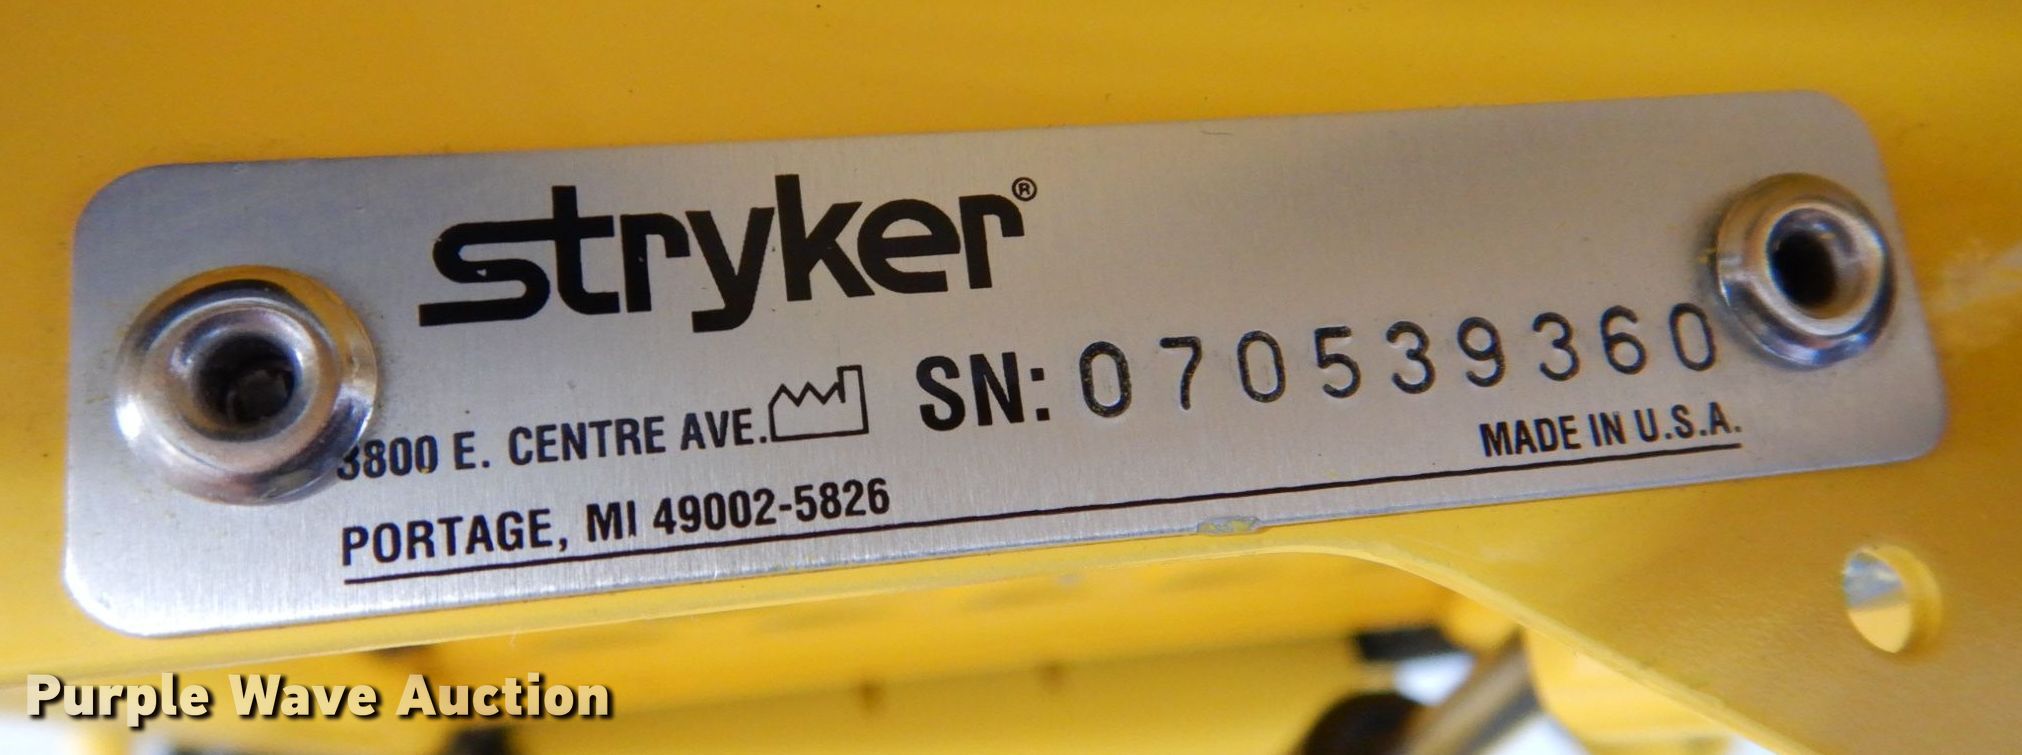 stryker®
SN: 070539360
3800 E. CENTRE AVE.
MADE IN U.S.A.
PORTAGE, MI 49002-5826
Purple Wave Auction